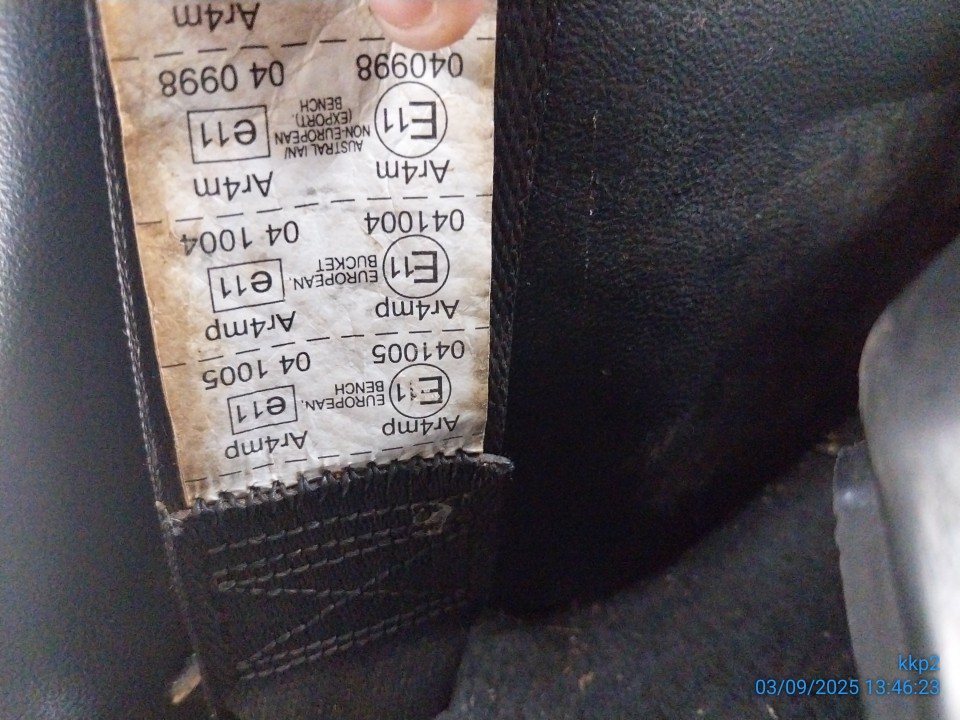 Ar4mp Ar4mp
E11 EUROPEAN, e11
BENCH
041005 04 1005
Ar4mp Ar4mp
E11 EUROPEAN, e11
BUCKET
041004 04 1004
Ar4m Ar4m
AUSTRALIAN/
E11 NON-EUROPEAN e11
(EXPORT),
BENCH
040998 04 0998
Ar4m
kkp2
03/09/2025 13:46:23